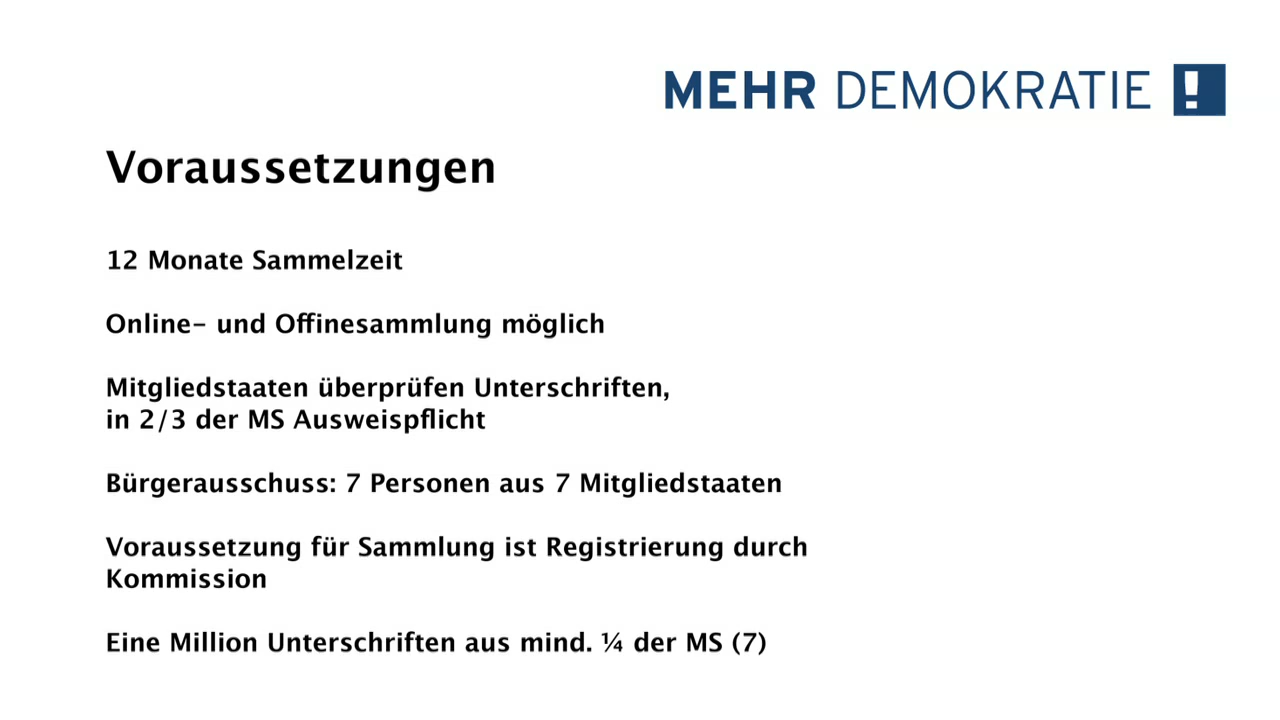 MEHR DEMOKRATIE !
Voraussetzungen
12 Monate Sammelzeit
Online- und Offinesammlung möglich
Mitgliedstaaten überprüfen Unterschriften,
in 2/3 der MS Ausweispflicht
Bürgerausschuss: 7 Personen aus 7 Mitgliedstaaten
Voraussetzung für Sammlung ist Registrierung durch
Kommission
Eine Million Unterschriften aus mind. ¼ der MS (7)